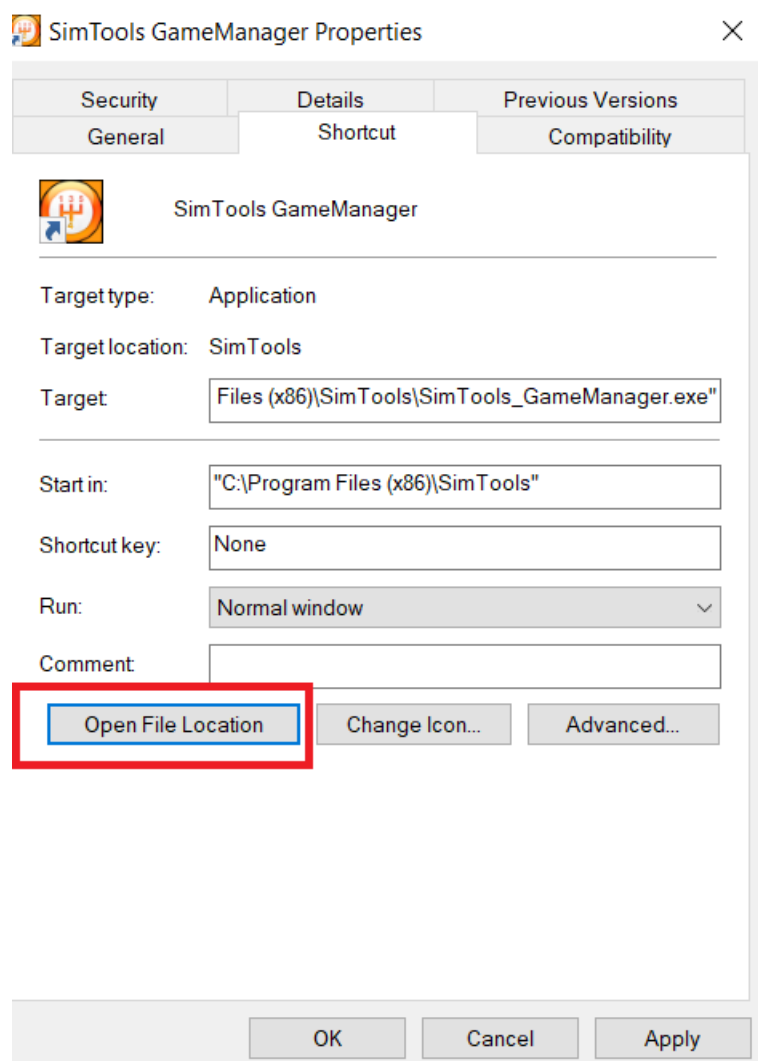 SimTools GameManager Properties
Security Details Previous Versions
General Shortcut Compatibility
SimTools GameManager
Target type: Application
Target location: SimTools
Target: Files (x86)\SimTools\SimTools_GameManager.exe"
Start in: "C:\Program Files (x86)\SimTools"
Shortcut key: None
Run: Normal window
Comment:
Open File Location Change Icon... Advanced...
OK Cancel Apply